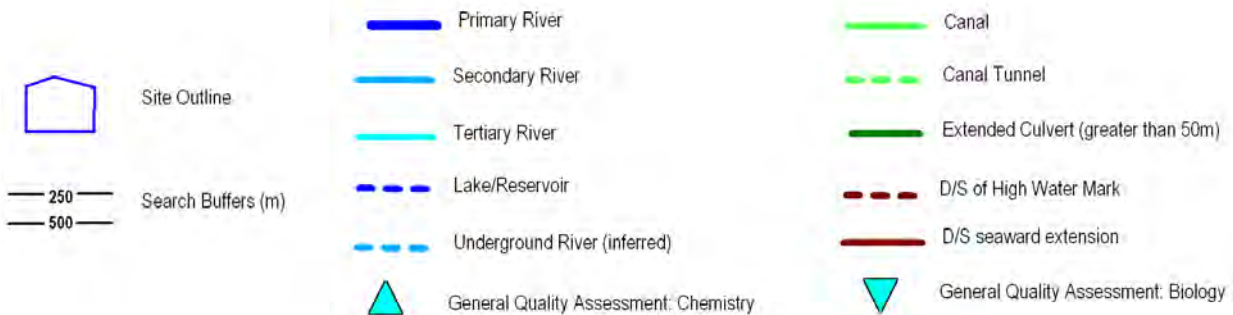 Site Outline
250
500
Search Buffers (m)
Primary River
Secondary River
Tertiary River
Lake/Reservoir
Underground River (inferred)
General Quality Assessment: Chemistry
Canal
Canal Tunnel
Extended Culvert (greater than 50m)
D/S of High Water Mark
D/S seaward extension
General Quality Assessment: Biology